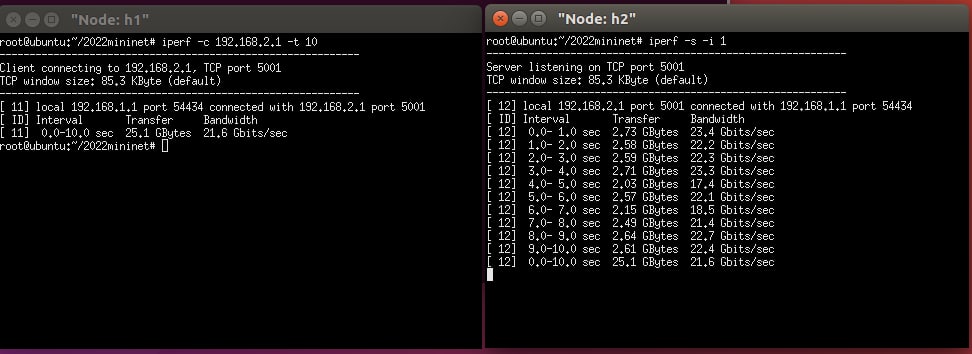 "Node: h1"
root@ubuntu:~/2022mininet# iperf -c 192.168.2.1 -t 10
------------------------------------------------------------
Client connecting to 192.168.2.1, TCP port 5001
TCP window size: 85.3 KByte (default)
------------------------------------------------------------
[ 11] local 192.168.1.1 port 54434 connected with 192.168.2.1 port 5001
[ ID] Interval       Transfer     Bandwidth
[ 11]  0.0-10.0 sec  25.1 GBytes  21.6 Gbits/sec
root@ubuntu:~/2022mininet#
"Node: h2"
root@ubuntu:~/2022mininet# iperf -s -i 1
------------------------------------------------------------
Server listening on TCP port 5001
TCP window size: 85.3 KByte (default)
------------------------------------------------------------
[ 12] local 192.168.2.1 port 5001 connected with 192.168.1.1 port 54434
[ ID] Interval       Transfer     Bandwidth
[ 12]  0.0- 1.0 sec  2.73 GBytes  23.4 Gbits/sec
[ 12]  1.0- 2.0 sec  2.58 GBytes  22.2 Gbits/sec
[ 12]  2.0- 3.0 sec  2.59 GBytes  22.3 Gbits/sec
[ 12]  3.0- 4.0 sec  2.71 GBytes  23.3 Gbits/sec
[ 12]  4.0- 5.0 sec  2.03 GBytes  17.4 Gbits/sec
[ 12]  5.0- 6.0 sec  2.57 GBytes  22.1 Gbits/sec
[ 12]  6.0- 7.0 sec  2.15 GBytes  18.5 Gbits/sec
[ 12]  7.0- 8.0 sec  2.49 GBytes  21.4 Gbits/sec
[ 12]  8.0- 9.0 sec  2.64 GBytes  22.7 Gbits/sec
[ 12]  9.0-10.0 sec  2.61 GBytes  22.4 Gbits/sec
[ 12]  0.0-10.0 sec  25.1 GBytes  21.6 Gbits/sec